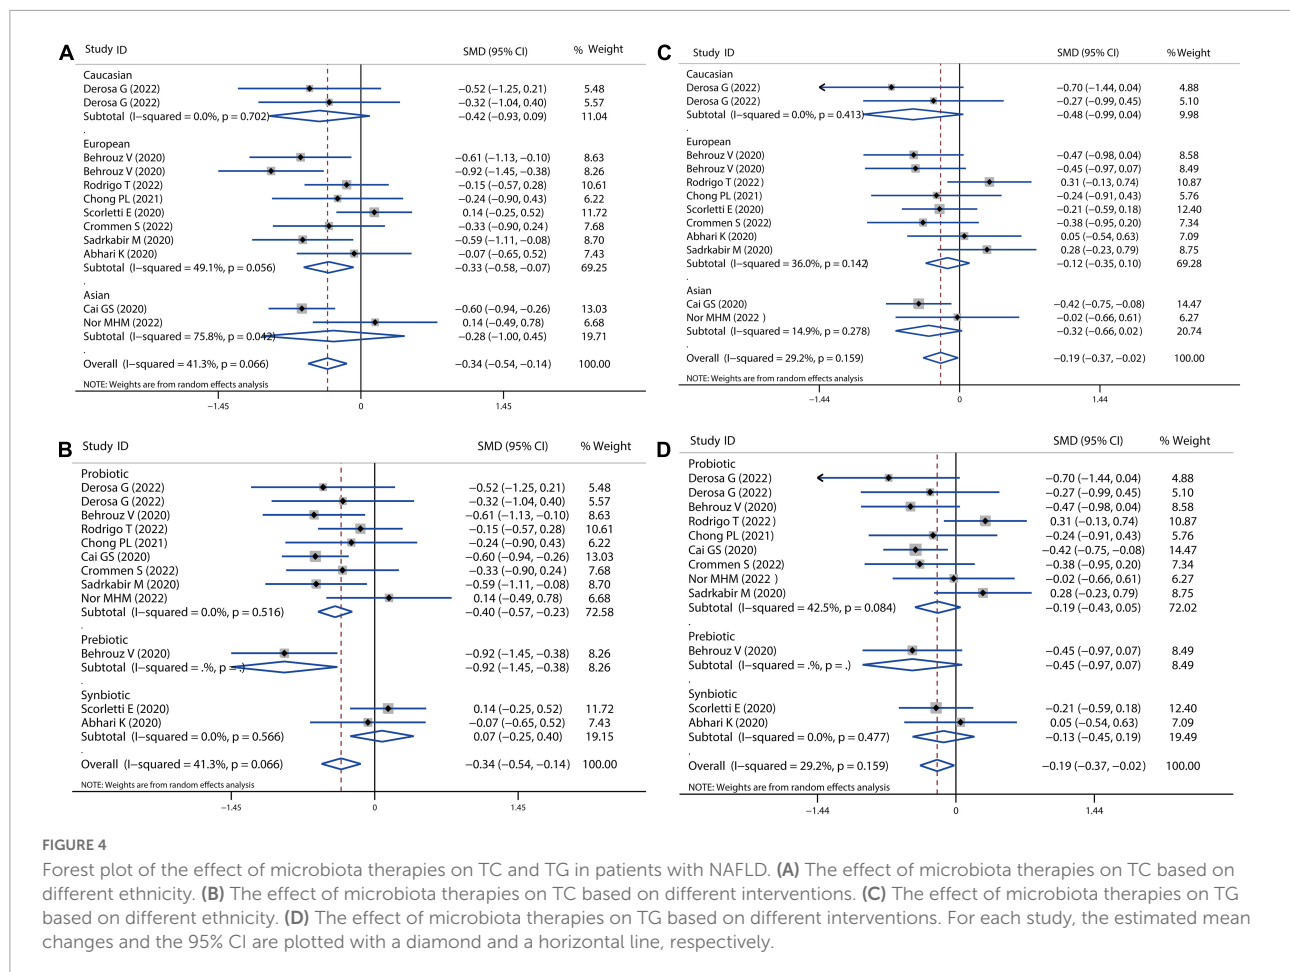 A
Study ID SMD (95% CI) % Weight
Caucasian
Derosa G (2022) −0.52 (−1.25, 0.21) 5.48
Derosa G (2022) −0.32 (−1.04, 0.40) 5.57
Subtotal (I−squared = 0.0%, p = 0.702) −0.42 (−0.93, 0.09) 11.04
.
European
Behrouz V (2020) −0.61 (−1.13, −0.10) 8.63
Behrouz V (2020) −0.92 (−1.45, −0.38) 8.26
Rodrigo T (2022) −0.15 (−0.57, 0.28) 10.61
Chong PL (2021) −0.24 (−0.90, 0.43) 6.22
Scorletti E (2020) 0.14 (−0.25, 0.52) 11.72
Crommen S (2022) −0.33 (−0.90, 0.24) 7.68
Sadrkabir M (2020) −0.59 (−1.11, −0.08) 8.70
Abhari K (2020) −0.07 (−0.65, 0.52) 7.43
Subtotal (I−squared = 49.1%, p = 0.056) −0.33 (−0.58, −0.07) 69.25
.
Asian
Cai GS (2020) −0.60 (−0.94, −0.26) 13.03
Nor MHM (2022) 0.14 (−0.49, 0.78) 6.68
Subtotal (I−squared = 75.8%, p = 0.042) −0.28 (−1.00, 0.45) 19.71
.
Overall (I−squared = 41.3%, p = 0.066) −0.34 (−0.54, −0.14) 100.00
NOTE: Weights are from random effects analysis
−1.45 0 1.45
B
Study ID SMD (95% CI) % Weight
Probiotic
Derosa G (2022) −0.52 (−1.25, 0.21) 5.48
Derosa G (2022) −0.32 (−1.04, 0.40) 5.57
Behrouz V (2020) −0.61 (−1.13, −0.10) 8.63
Rodrigo T (2022) −0.15 (−0.57, 0.28) 10.61
Chong PL (2021) −0.24 (−0.90, 0.43) 6.22
Cai GS (2020) −0.60 (−0.94, −0.26) 13.03
Crommen S (2022) −0.33 (−0.90, 0.24) 7.68
Sadrkabir M (2020) −0.59 (−1.11, −0.08) 8.70
Nor MHM (2022) 0.14 (−0.49, 0.78) 6.68
Subtotal (I−squared = 0.0%, p = 0.516) −0.40 (−0.57, −0.23) 72.58
.
Prebiotic
Behrouz V (2020) −0.92 (−1.45, −0.38) 8.26
Subtotal (I−squared = .%, p = .) −0.92 (−1.45, −0.38) 8.26
.
Synbiotic
Scorletti E (2020) 0.14 (−0.25, 0.52) 11.72
Abhari K (2020) −0.07 (−0.65, 0.52) 7.43
Subtotal (I−squared = 0.0%, p = 0.566) 0.07 (−0.25, 0.40) 19.15
.
Overall (I−squared = 41.3%, p = 0.066) −0.34 (−0.54, −0.14) 100.00
NOTE: Weights are from random effects analysis
−1.45 0 1.45
C
Study ID SMD (95% CI) % Weight
Caucasian
Derosa G (2022) −0.70 (−1.44, 0.04) 4.88
Derosa G (2022) −0.27 (−0.99, 0.45) 5.10
Subtotal (I−squared = 0.0%, p = 0.413) −0.48 (−0.99, 0.04) 9.98
.
European
Behrouz V (2020) −0.47 (−0.98, 0.04) 8.58
Behrouz V (2020) −0.45 (−0.97, 0.07) 8.49
Rodrigo T (2022) 0.31 (−0.13, 0.74) 10.87
Chong PL (2021) −0.24 (−0.91, 0.43) 5.76
Scorletti E (2020) −0.21 (−0.59, 0.18) 12.40
Crommen S (2022) −0.38 (−0.95, 0.20) 7.34
Abhari K (2020) 0.05 (−0.54, 0.63) 7.09
Sadrkabir M (2020) 0.28 (−0.23, 0.79) 8.75
Subtotal (I−squared = 36.0%, p = 0.142) −0.12 (−0.35, 0.10) 69.28
.
Asian
Cai GS (2020) −0.42 (−0.75, −0.08) 14.47
Nor MHM (2022 ) −0.02 (−0.66, 0.61) 6.27
Subtotal (I−squared = 14.9%, p = 0.278) −0.32 (−0.66, 0.02) 20.74
.
Overall (I−squared = 29.2%, p = 0.159) −0.19 (−0.37, −0.02) 100.00
NOTE: Weights are from random effects analysis
−1.44 0 1.44
D
Study ID SMD (95% CI) % Weight
Probiotic
Derosa G (2022) −0.70 (−1.44, 0.04) 4.88
Derosa G (2022) −0.27 (−0.99, 0.45) 5.10
Behrouz V (2020) −0.47 (−0.98, 0.04) 8.58
Rodrigo T (2022) 0.31 (−0.13, 0.74) 10.87
Chong PL (2021) −0.24 (−0.91, 0.43) 5.76
Cai GS (2020) −0.42 (−0.75, −0.08) 14.47
Crommen S (2022) −0.38 (−0.95, 0.20) 7.34
Nor MHM (2022 ) −0.02 (−0.66, 0.61) 6.27
Sadrkabir M (2020) 0.28 (−0.23, 0.79) 8.75
Subtotal (I−squared = 42.5%, p = 0.084) −0.19 (−0.43, 0.05) 72.02
.
Prebiotic
Behrouz V (2020) −0.45 (−0.97, 0.07) 8.49
Subtotal (I−squared = .%, p = .) −0.45 (−0.97, 0.07) 8.49
.
Synbiotic
Scorletti E (2020) −0.21 (−0.59, 0.18) 12.40
Abhari K (2020) 0.05 (−0.54, 0.63) 7.09
Subtotal (I−squared = 0.0%, p = 0.477) −0.13 (−0.45, 0.19) 19.49
.
Overall (I−squared = 29.2%, p = 0.159) −0.19 (−0.37, −0.02) 100.00
NOTE: Weights are from random effects analysis
−1.44 0 1.44
FIGURE 4
Forest plot of the effect of microbiota therapies on TC and TG in patients with NAFLD. (A) The effect of microbiota therapies on TC based on
different ethnicity. (B) The effect of microbiota therapies on TC based on different interventions. (C) The effect of microbiota therapies on TG
based on different ethnicity. (D) The effect of microbiota therapies on TG based on different interventions. For each study, the estimated mean
changes and the 95% CI are plotted with a diamond and a horizontal line, respectively.